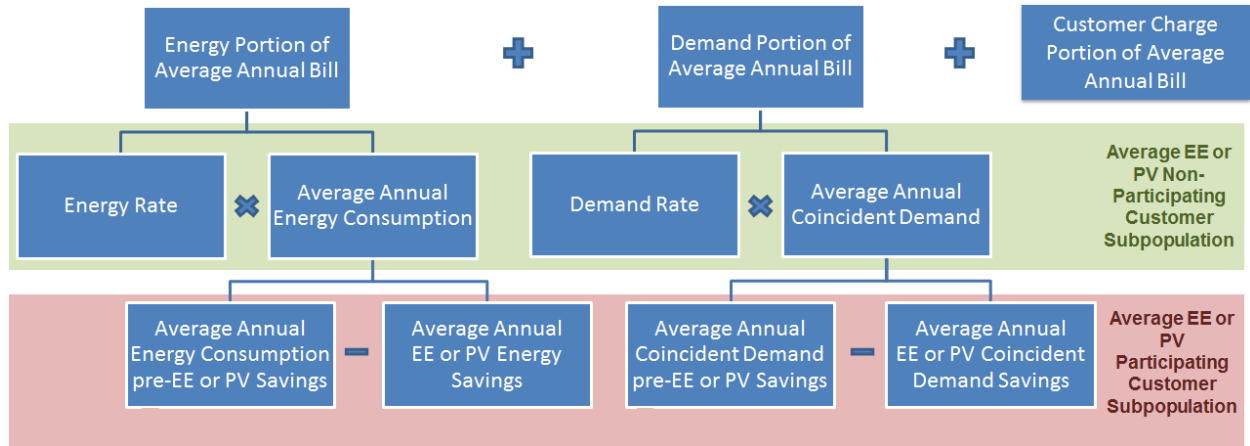 Energy Portion of
Average Annual Bill
Demand Portion of
Average Annual Bill
Customer Charge
Portion of Average
Annual Bill
Energy Rate
Average Annual
Energy Consumption
Demand Rate
Average Annual
Coincident Demand
Average EE or
PV Non-
Participating
Customer
Subpopulation
Average Annual
Energy Consumption
pre-EE or PV Savings
Average Annual
EE or PV Energy
Savings
Average Annual
Coincident Demand
pre-EE or PV Savings
Average Annual
EE or PV Coincident
Demand Savings
Average EE or
PV
Participating
Customer
Subpopulation